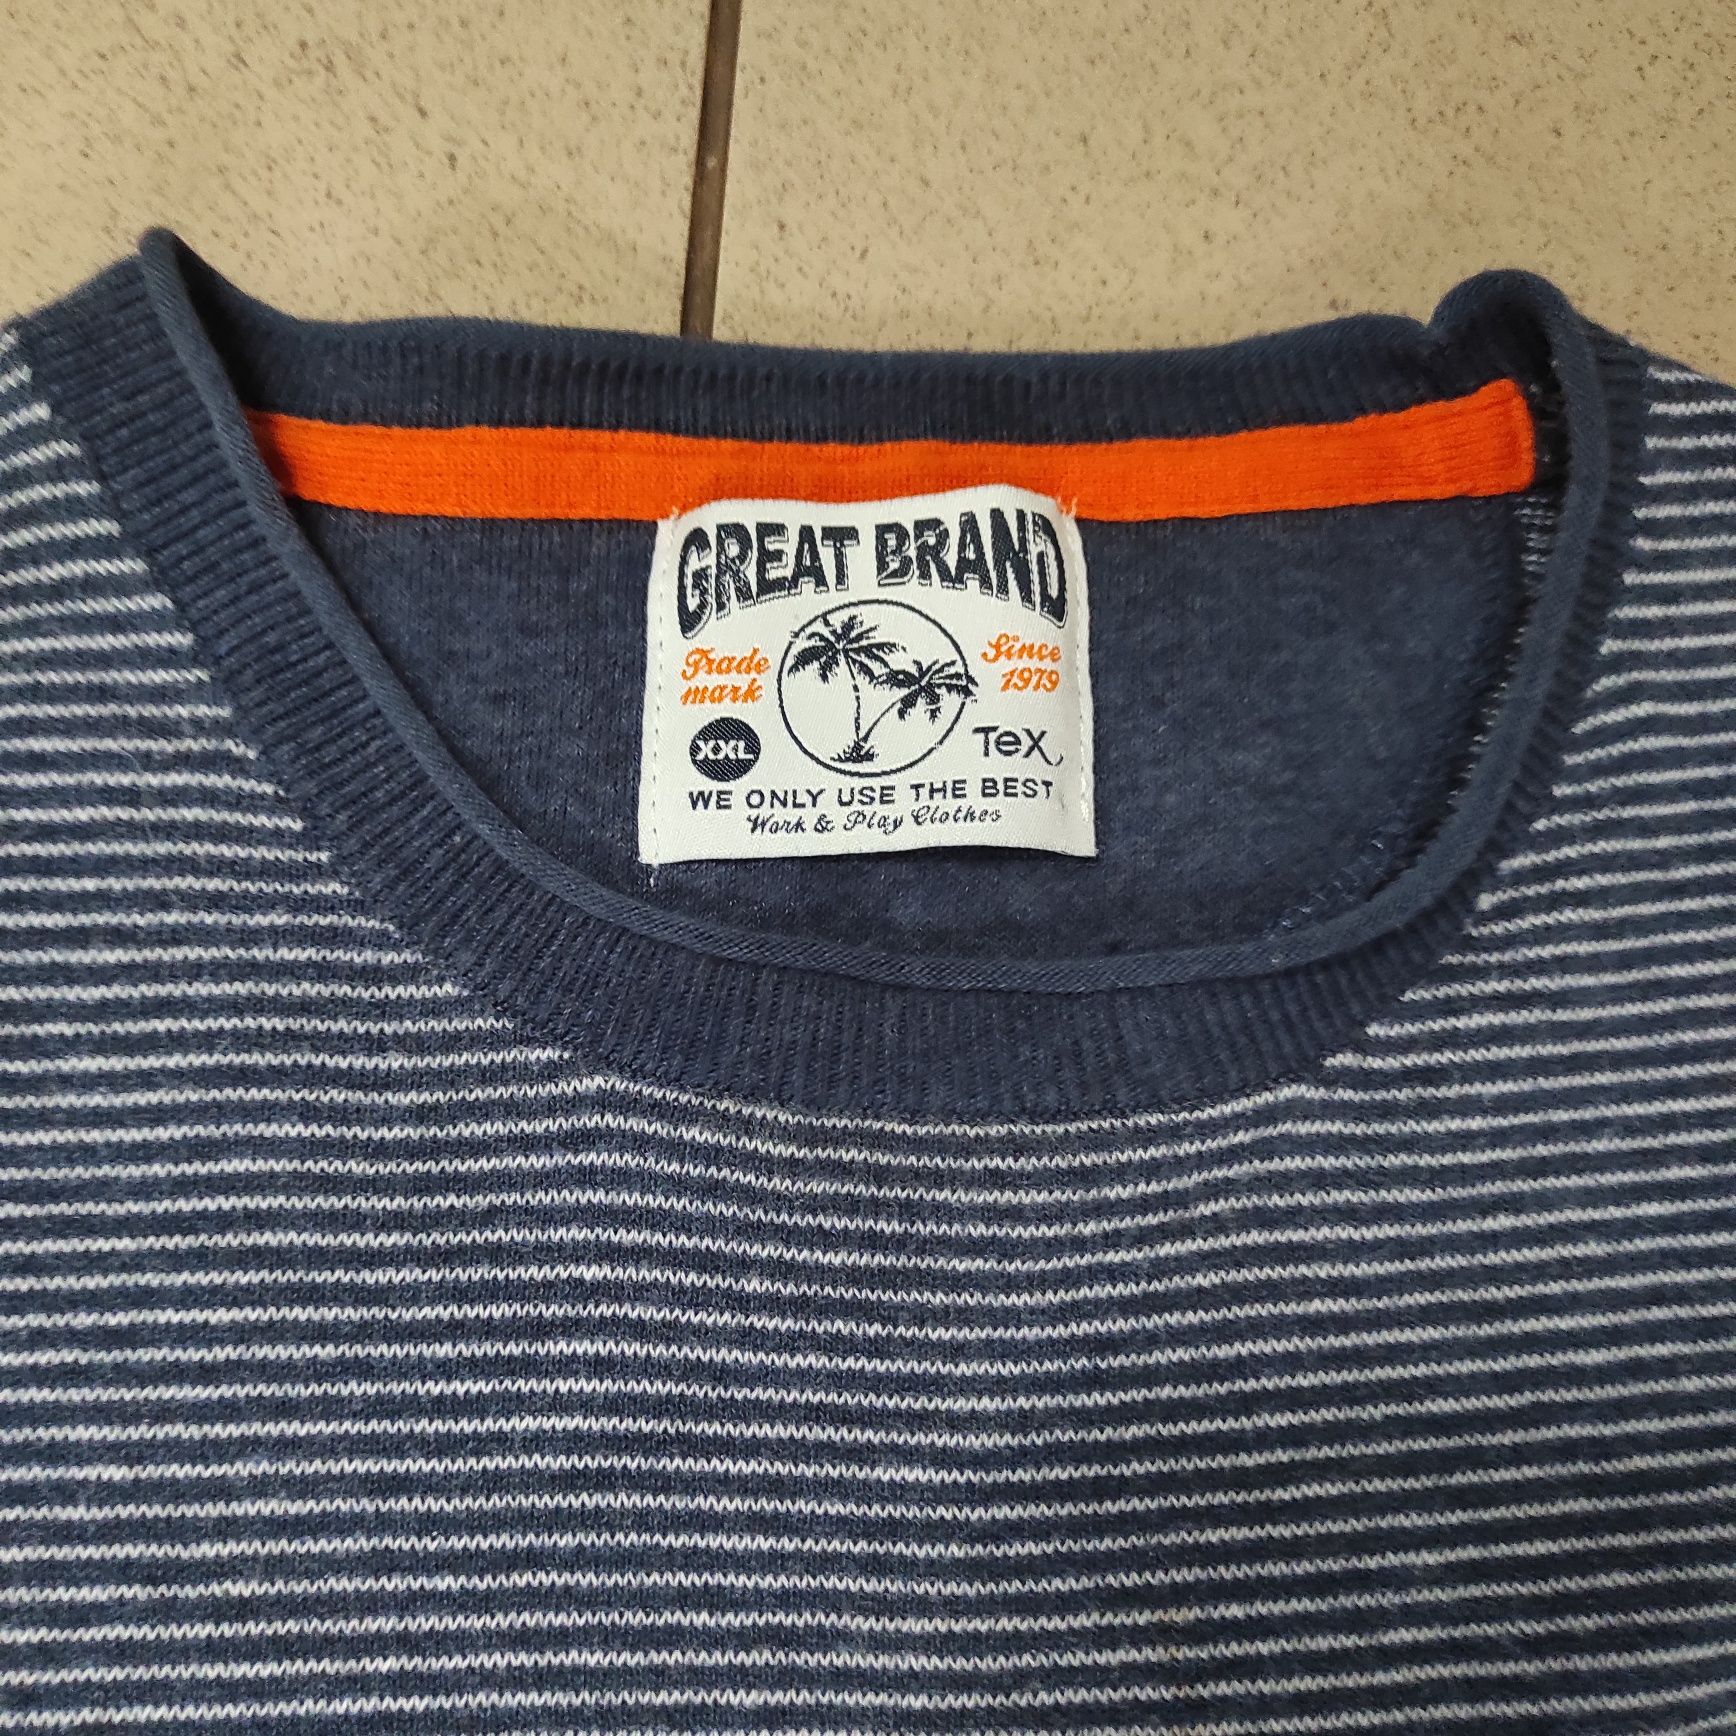 GREAT BRAND
Trade mark
Since 1979
XXL
TeX
WE ONLY USE THE BEST
Work & Play Clothes